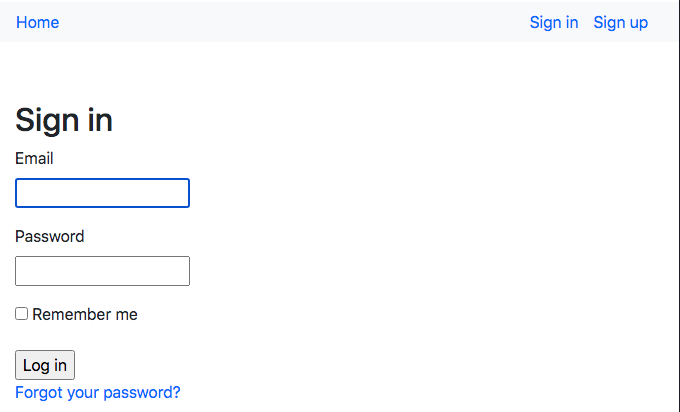 Home Sign in Sign up
Sign in
Email
Password
Remember me
Log in
Forgot your password?